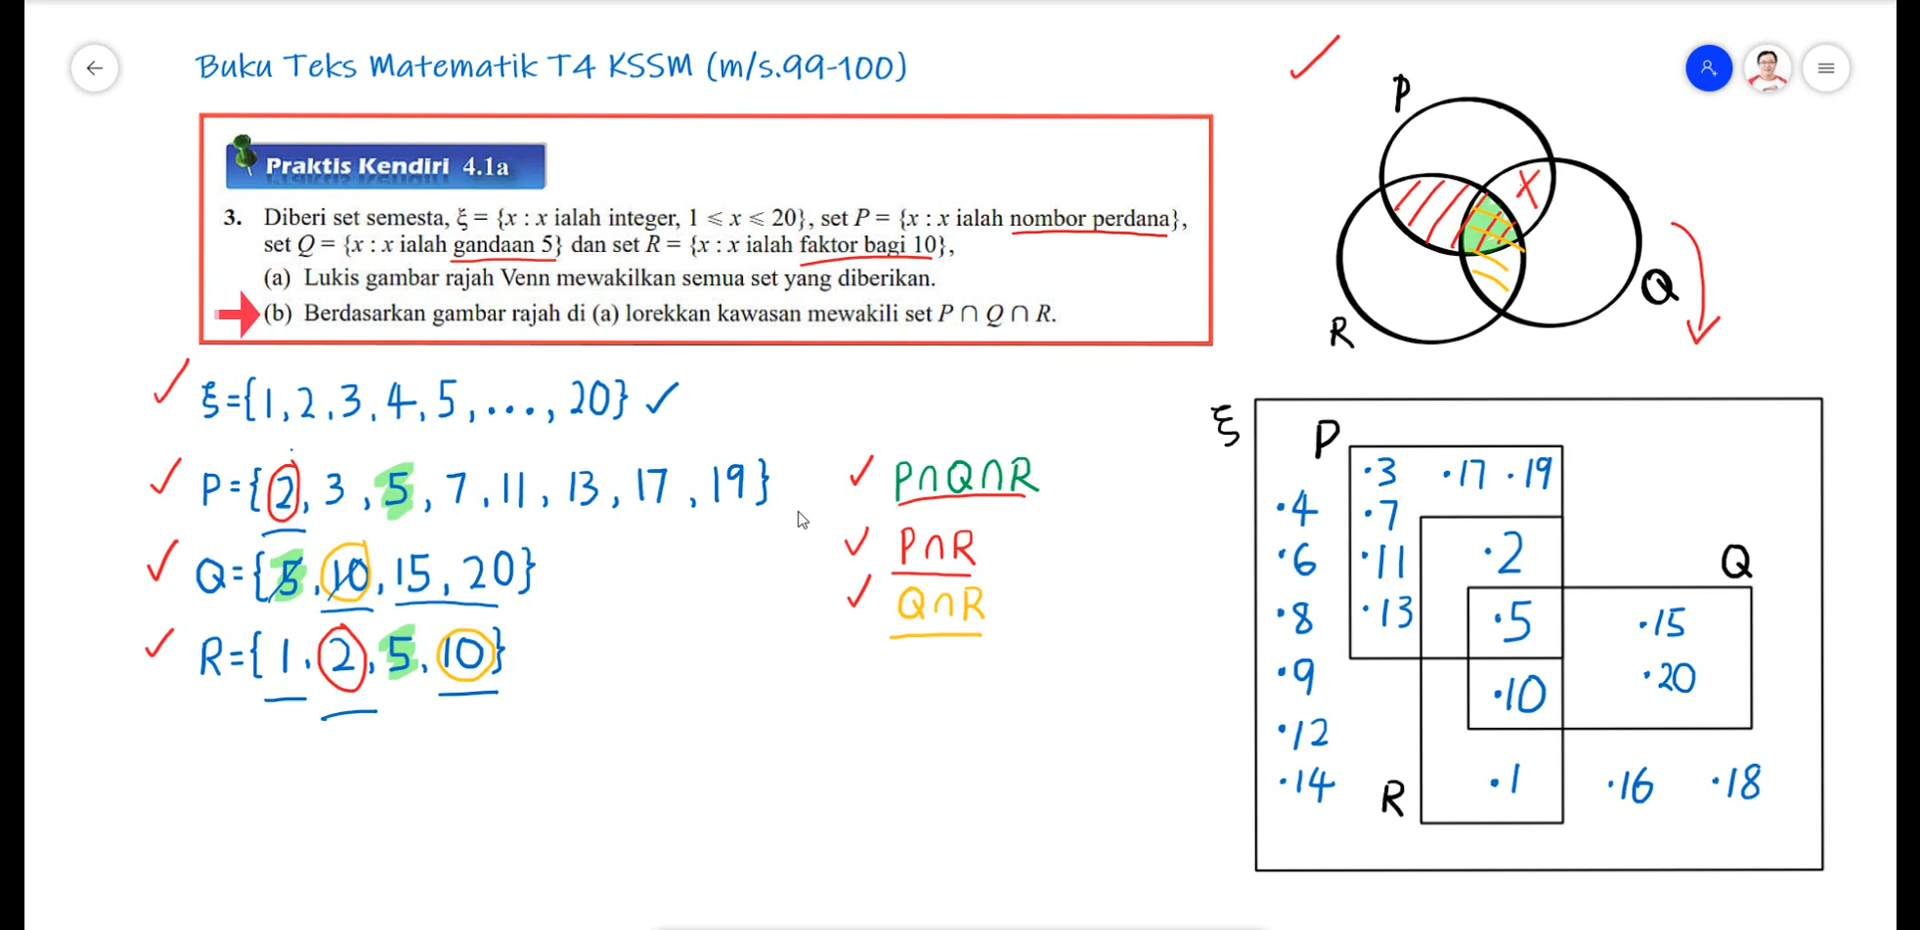 Buku Teks Matematik T4 KSSM (m/s.99-100)
Praktis Kendiri 4.1a
3. Diberi set semesta, ξ = {x : x ialah integer, 1 ⩽ x ⩽ 20}, set P = {x : x ialah nombor perdana},
set Q = {x : x ialah gandaan 5} dan set R = {x : x ialah faktor bagi 10},
(a) Lukis gambar rajah Venn mewakilkan semua set yang diberikan.
(b) Berdasarkan gambar rajah di (a) lorekkan kawasan mewakili set P ∩ Q ∩ R.
P
Q
R
ξ={1,2,3,4,5,...,20}
P={2,3,5,7,11,13,17,19}
Q={5,10,15,20}
R={1,2,5,10}
P∩Q∩R
P∩R
Q∩R
ξ
P
·3 ·17 ·19
·4 ·7
·6 ·11 ·2 Q
·8 ·13 ·5 ·15
·9 ·10 ·20
·12
·14 R ·1 ·16 ·18